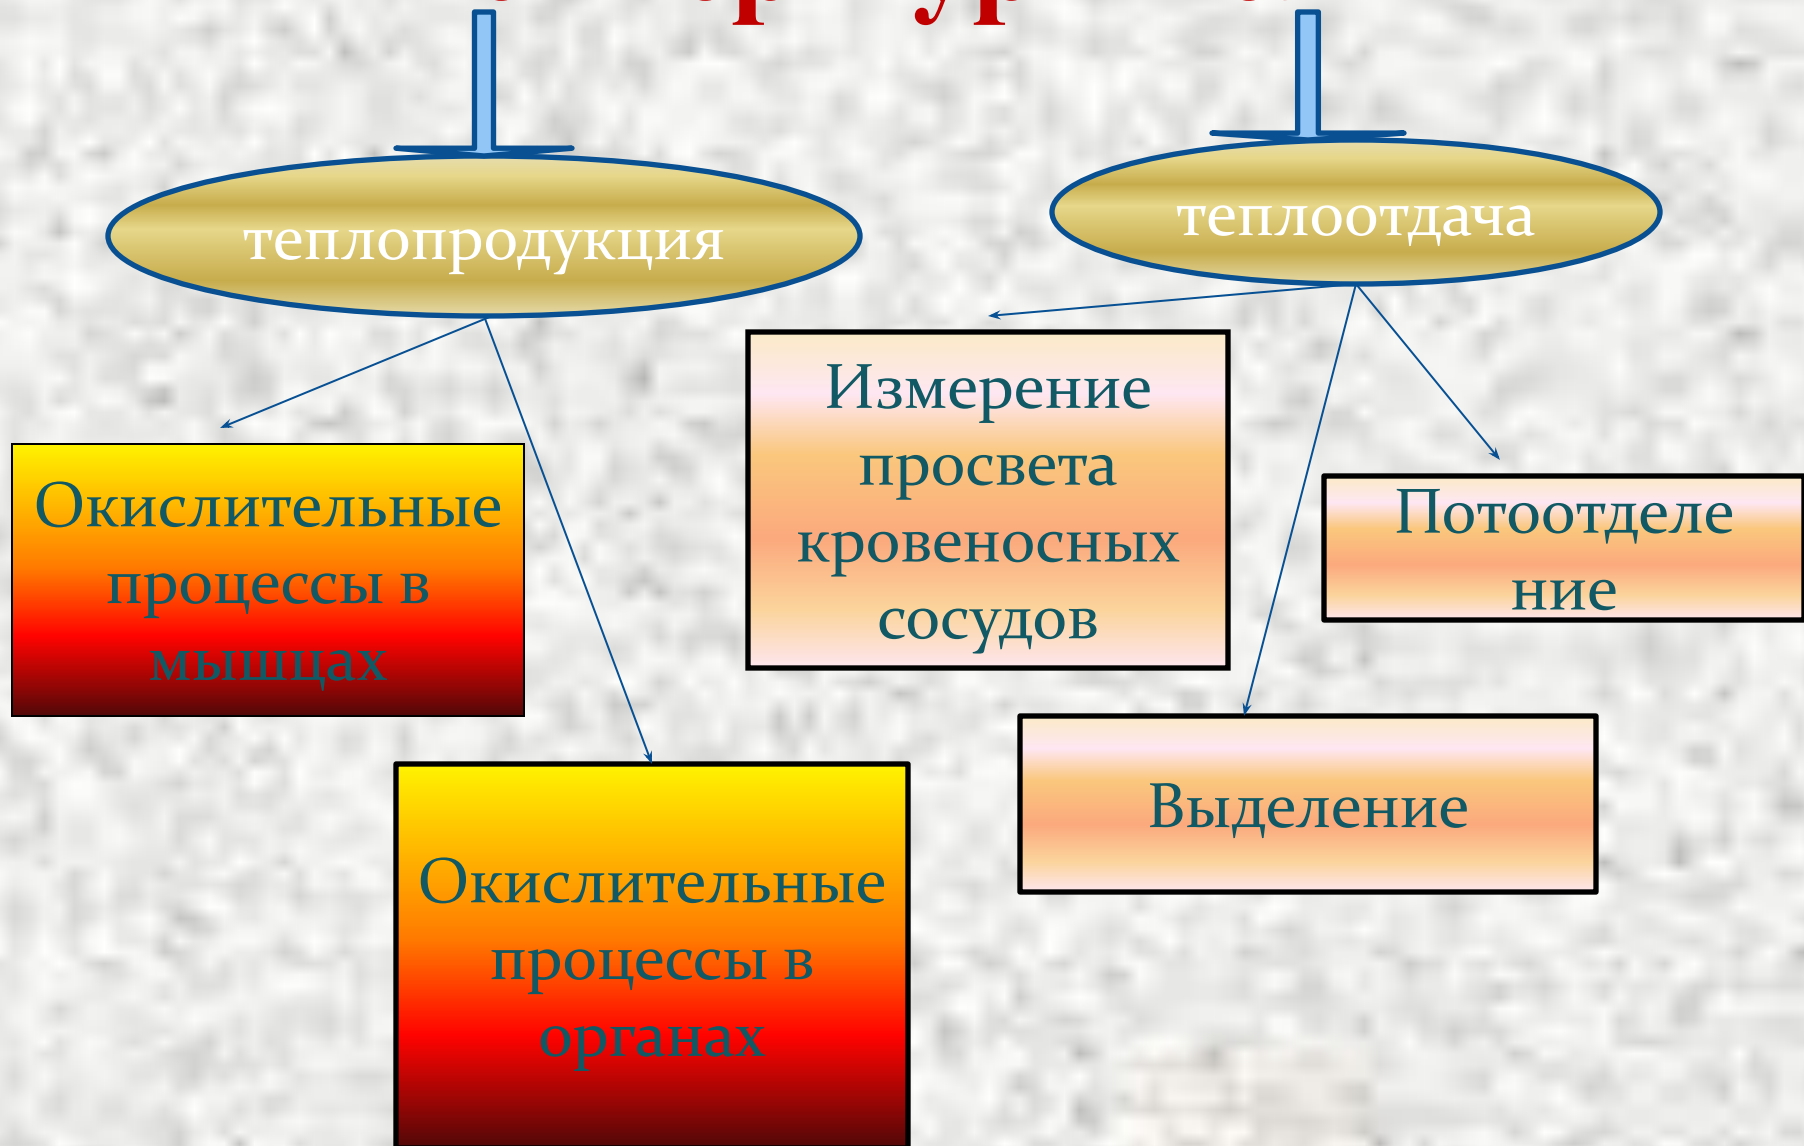 теплопродукция
теплоотдача
Измерение
просвета
кровеносных
сосудов
Окислительные
процессы в
мышцах
Потоотделе
ние
Выделение
Окислительные
процессы в
органах